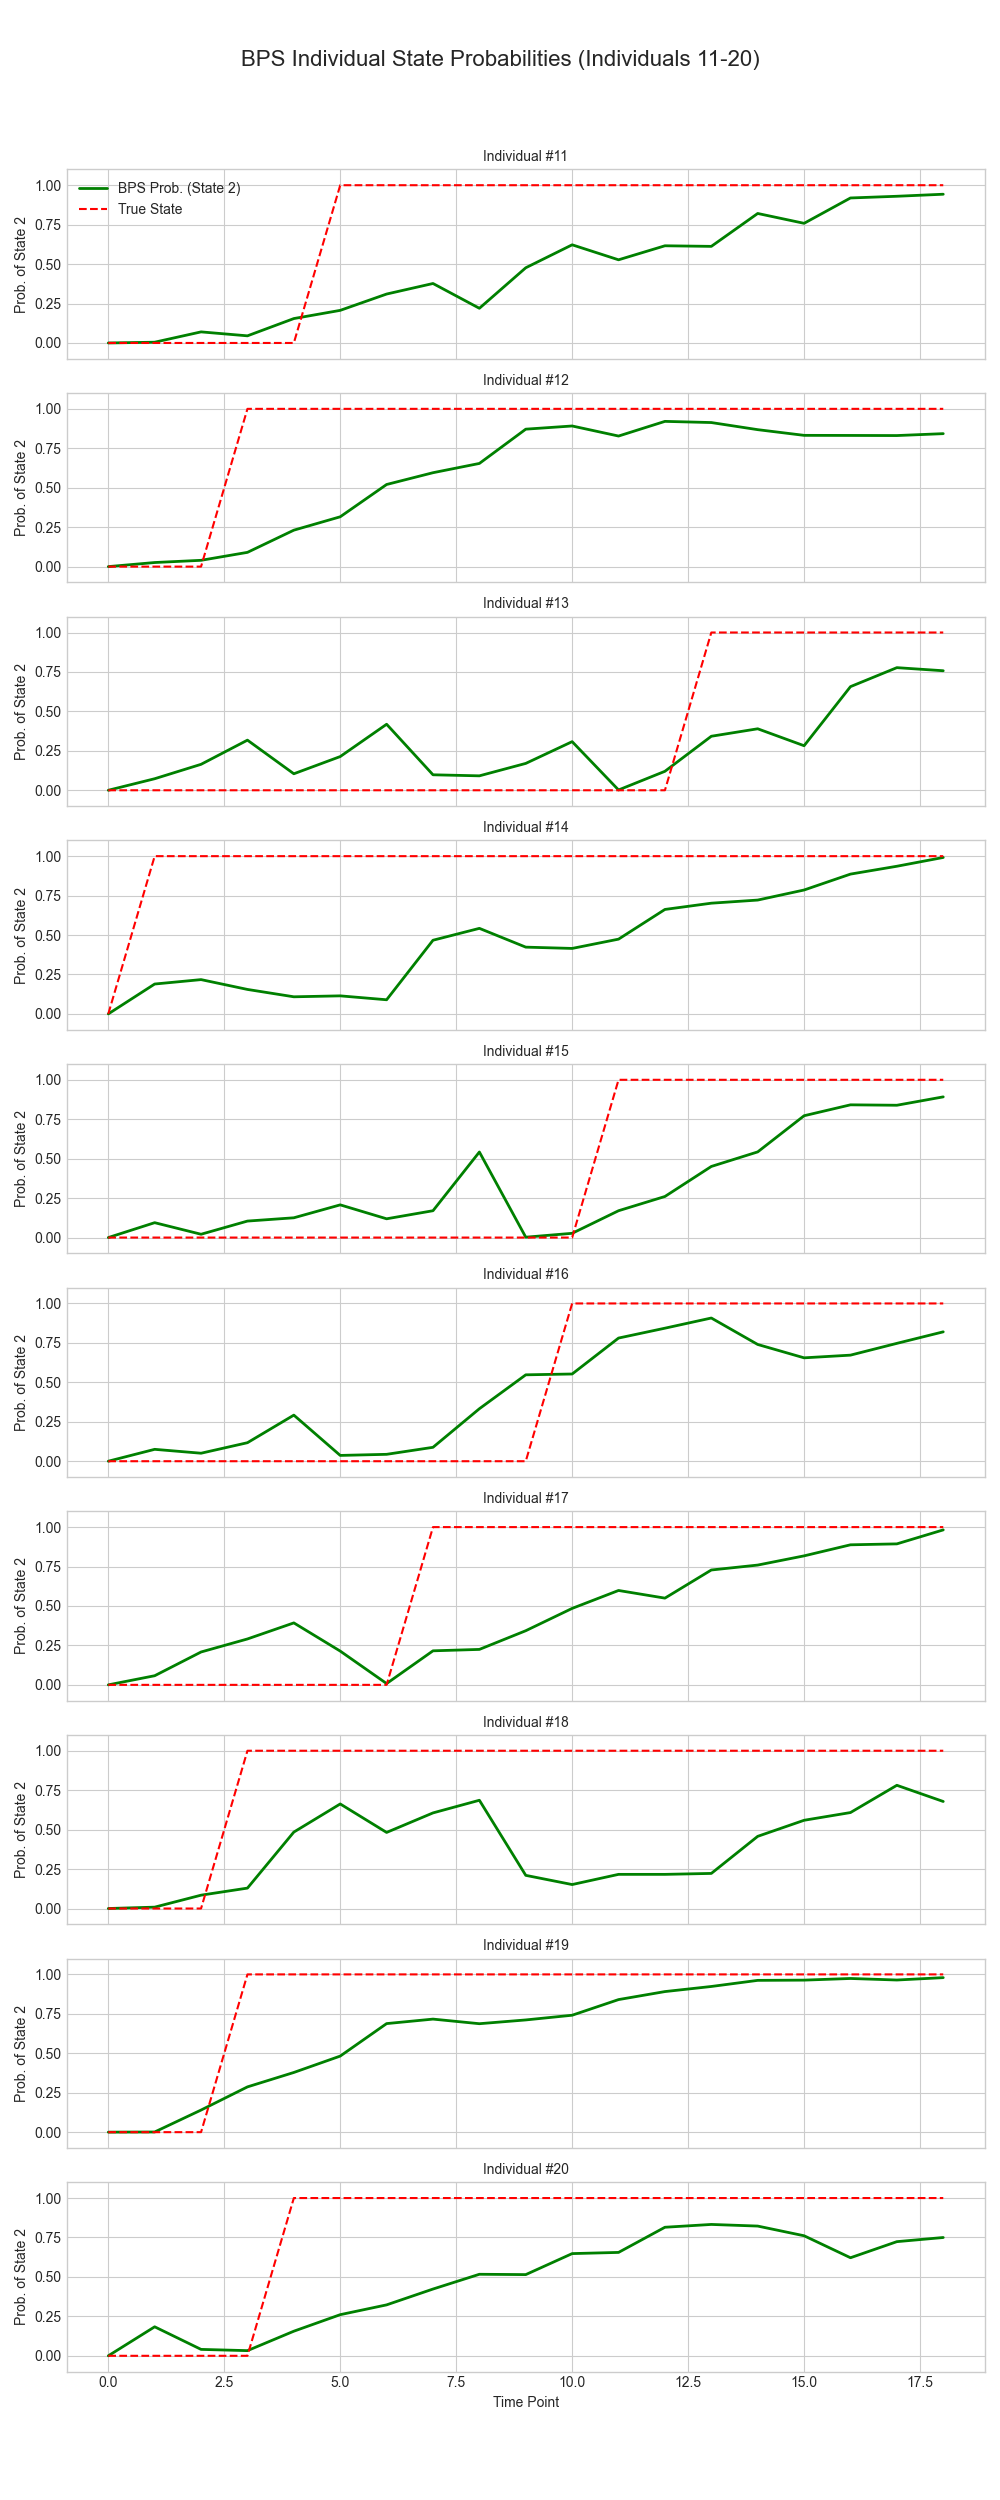 BPS Individual State Probabilities (Individuals 11-20)
Individual #11
1.00
0.75
0.50
0.25
0.00
Prob. of State 2
BPS Prob. (State 2)
True State
Individual #12
1.00
0.75
0.50
0.25
0.00
Prob. of State 2
Individual #13
1.00
0.75
0.50
0.25
0.00
Prob. of State 2
Individual #14
1.00
0.75
0.50
0.25
0.00
Prob. of State 2
Individual #15
1.00
0.75
0.50
0.25
0.00
Prob. of State 2
Individual #16
1.00
0.75
0.50
0.25
0.00
Prob. of State 2
Individual #17
1.00
0.75
0.50
0.25
0.00
Prob. of State 2
Individual #18
1.00
0.75
0.50
0.25
0.00
Prob. of State 2
Individual #19
1.00
0.75
0.50
0.25
0.00
Prob. of State 2
Individual #20
1.00
0.75
0.50
0.25
0.00
Prob. of State 2
0.0 2.5 5.0 7.5 10.0 12.5 15.0 17.5
Time Point